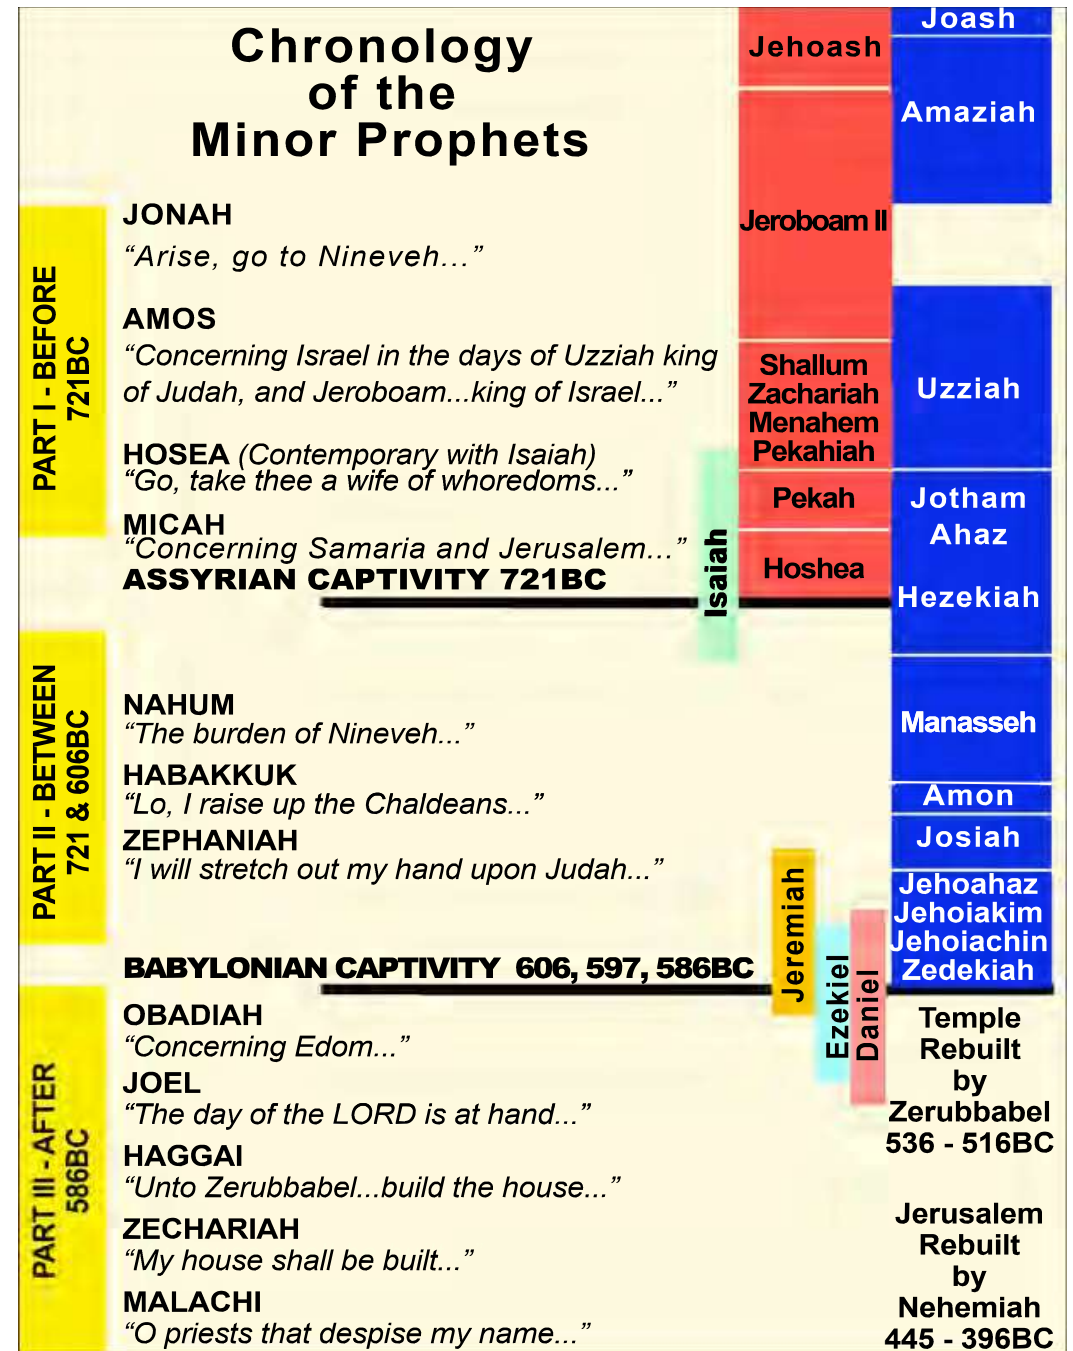 Chronology
of the
Minor Prophets
PART I - BEFORE
721BC
JONAH
“Arise, go to Nineveh...”
AMOS
“Concerning Israel in the days of Uzziah king
of Judah, and Jeroboam...king of Israel...”
HOSEA (Contemporary with Isaiah)
“Go, take thee a wife of whoredoms...”
MICAH
“Concerning Samaria and Jerusalem...”
ASSYRIAN CAPTIVITY 721BC
PART II - BETWEEN
721 & 606BC
NAHUM
“The burden of Nineveh...”
HABAKKUK
“Lo, I raise up the Chaldeans...”
ZEPHANIAH
“I will stretch out my hand upon Judah...”
BABYLONIAN CAPTIVITY 606, 597, 586BC
PART III - AFTER
586BC
OBADIAH
“Concerning Edom...”
JOEL
“The day of the LORD is at hand...”
HAGGAI
“Unto Zerubbabel...build the house...”
ZECHARIAH
“My house shall be built...”
MALACHI
“O priests that despise my name...”
Isaiah
Jeremiah
Ezekiel
Daniel
Jehoash
Jeroboam II
Shallum
Zachariah
Menahem
Pekahiah
Pekah
Hoshea
Joash
Amaziah
Uzziah
Jotham
Ahaz
Hezekiah
Manasseh
Amon
Josiah
Jehoahaz
Jehoiakim
Jehoiachin
Zedekiah
Temple
Rebuilt
by
Zerubbabel
536 - 516BC
Jerusalem
Rebuilt
by
Nehemiah
445 - 396BC